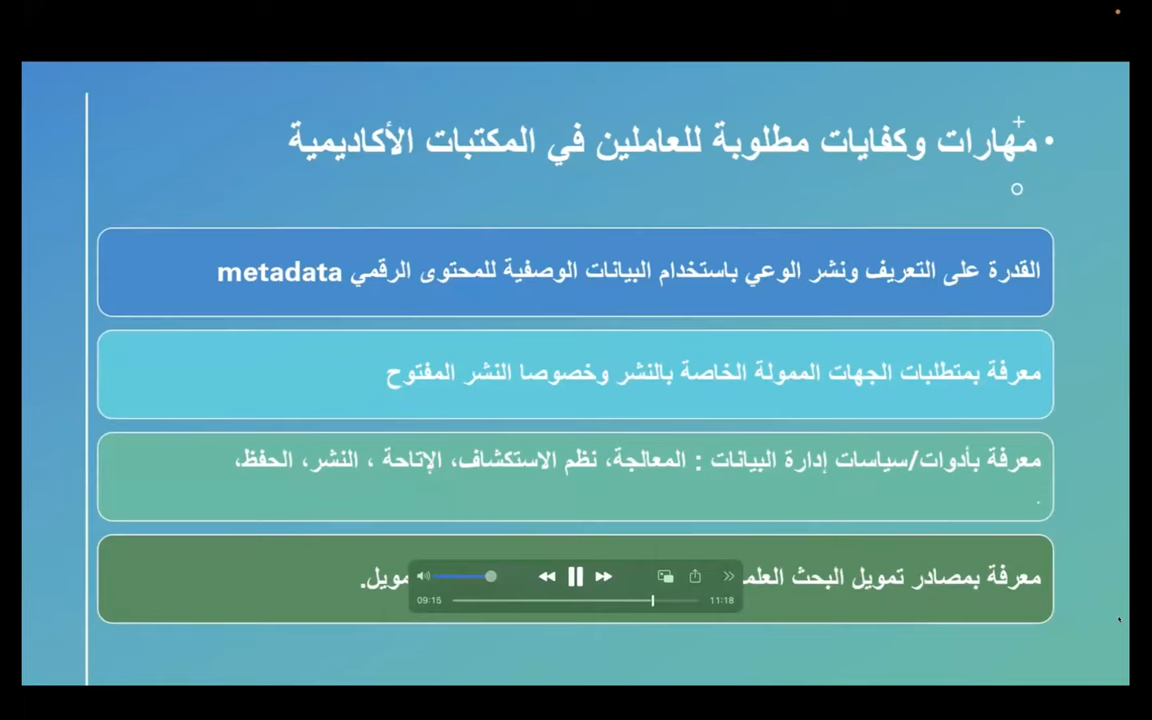 • مهارات وكفايات مطلوبة للعاملين في المكتبات الأكاديمية
القدرة على التعريف ونشر الوعي باستخدام البيانات الوصفية للمحتوى الرقمي metadata
معرفة بمتطلبات الجهات الممولة الخاصة بالنشر وخصوصا النشر المفتوح
معرفة بأدوات/سياسات إدارة البيانات : المعالجة، نظم الاستكشاف، الإتاحة ، النشر، الحفظ،
.
معرفة بمصادر تمويل البحث
09:15
11:18